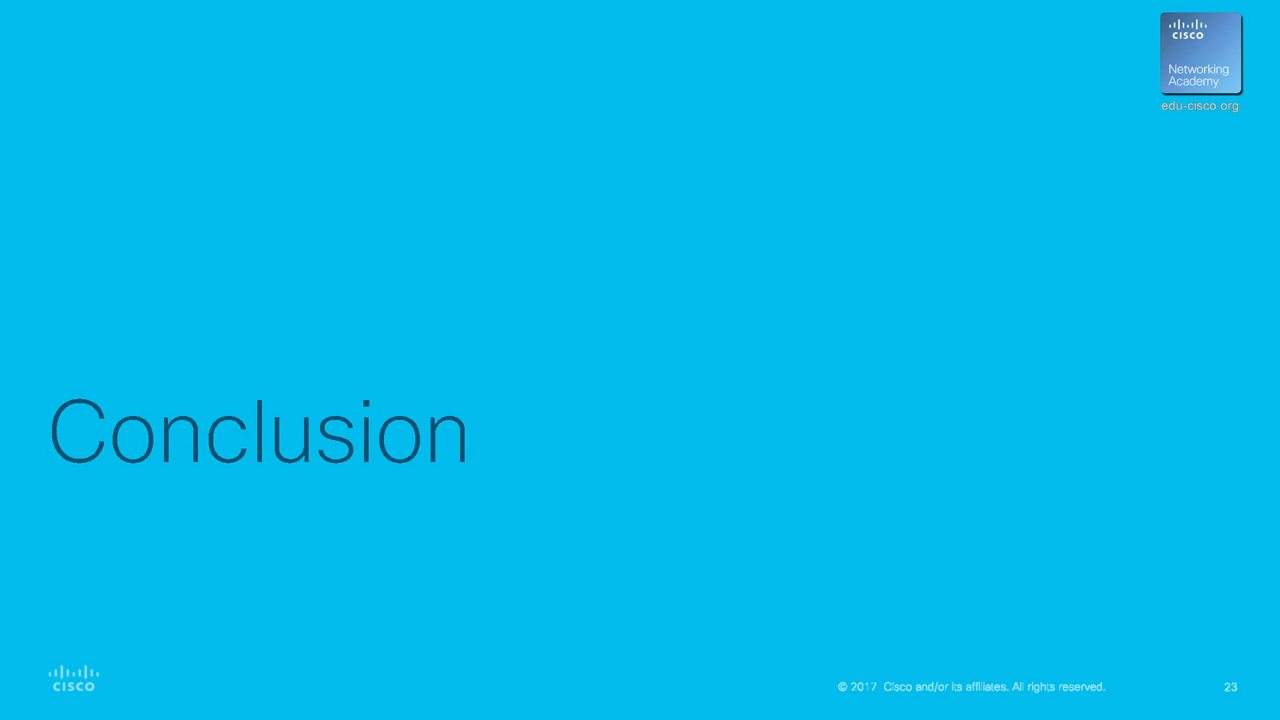 CISCO
Networking
Academy
edu-cisco org
Conclusion
CISCO
© 2017 Cisco and/or its affiliates. All rights reserved.
23